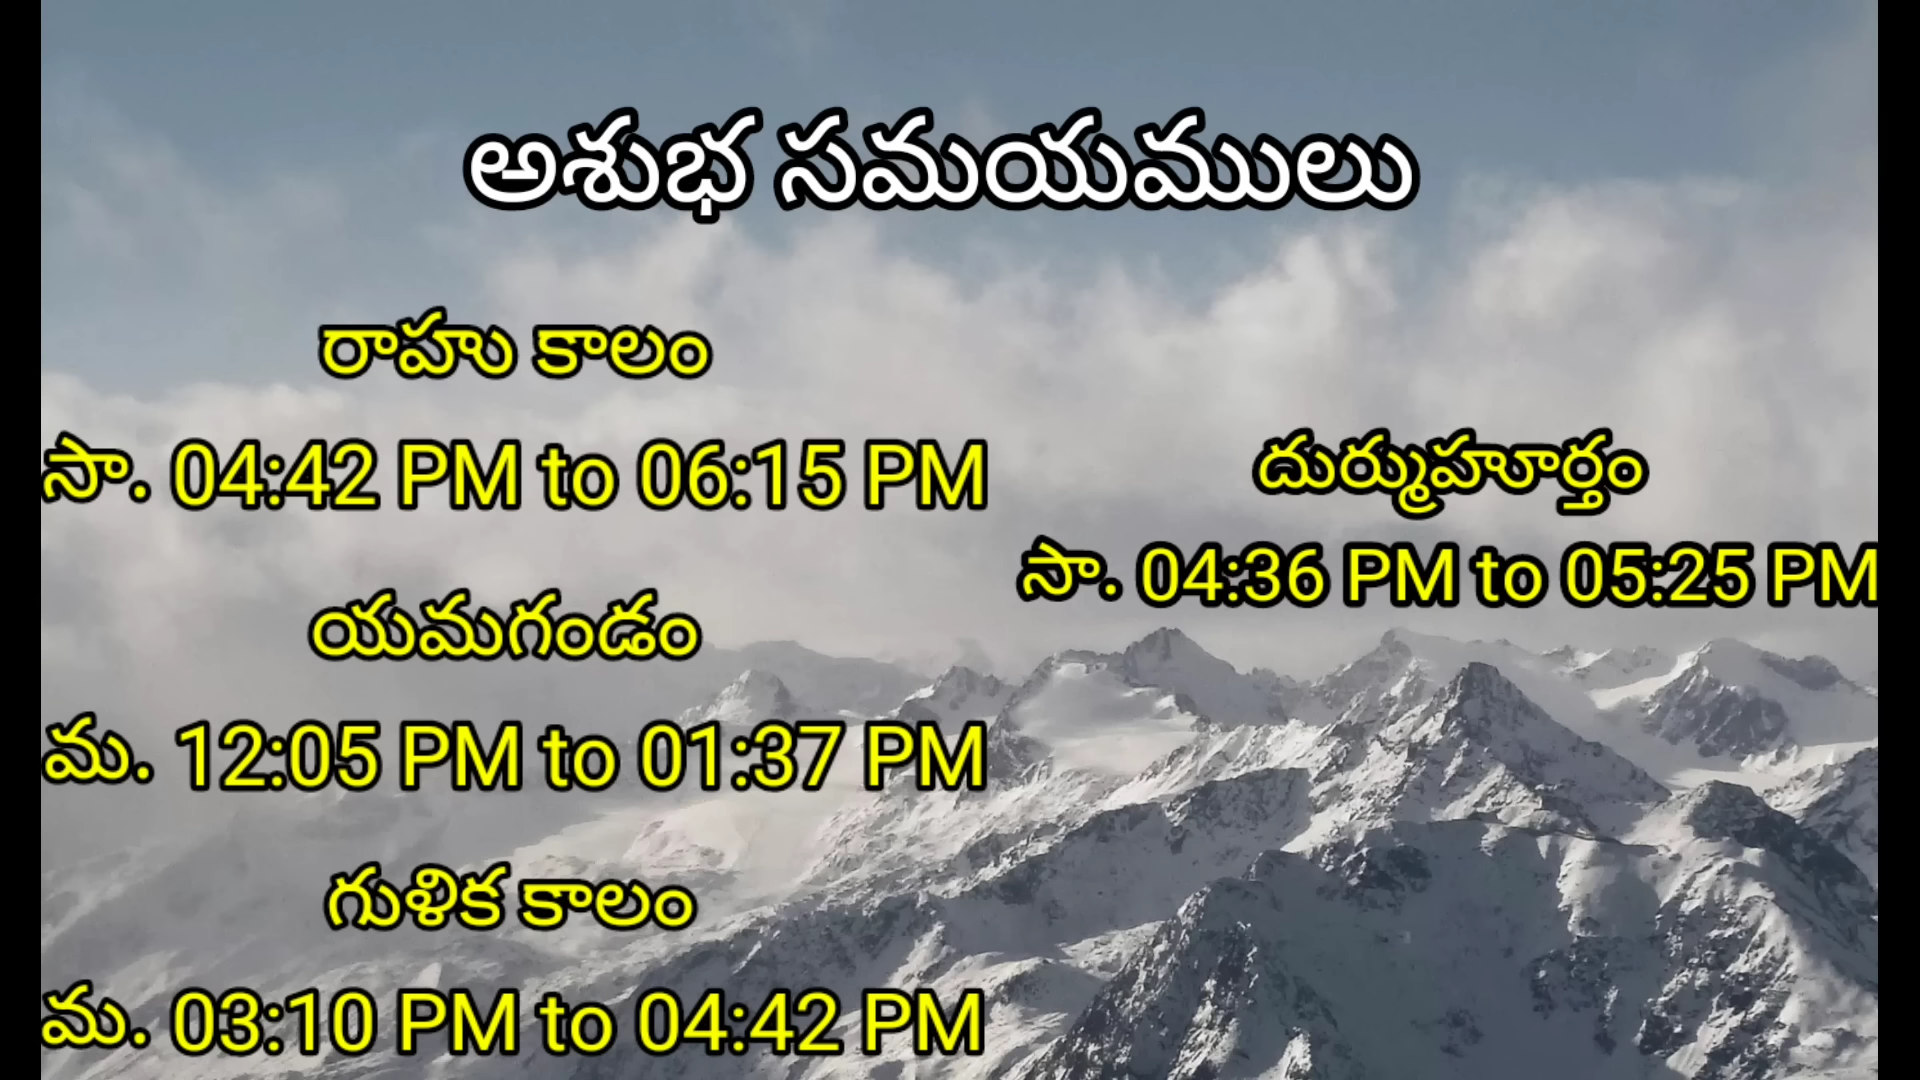 అశుభ సమయములు
రాహు కాలం
సా. 04:42 PM to 06:15 PM
యమగండం
మ. 12:05 PM to 01:37 PM
గుళిక కాలం
మ. 03:10 PM to 04:42 PM
దుర్ముహూర్తం
సా. 04:36 PM to 05:25 PM